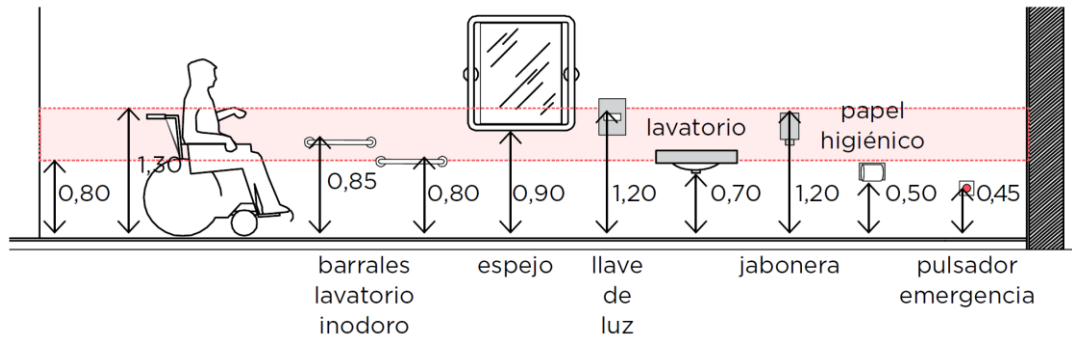 papel
lavatorio
higiénico
1,30
0,80
0,85
0,80
0,90
1,20
0,70
1,20
0,50
0,45
barrales
lavatorio
inodoro
espejo
llave
de
luz
jabonera
pulsador
emergencia